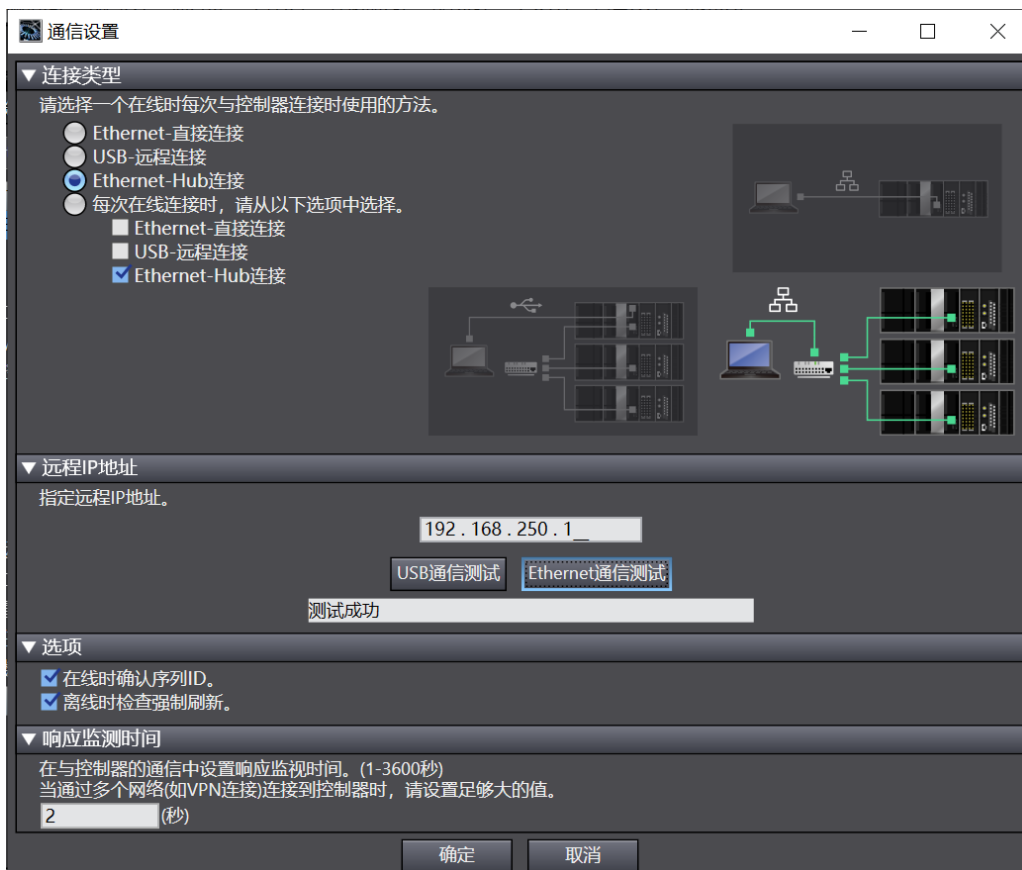 通信设置
连接类型
请选择一个在线时每次与控制器连接时使用的方法。
Ethernet-直接连接
USB-远程连接
Ethernet-Hub连接
每次在线连接时，请从以下选项中选择。
Ethernet-直接连接
USB-远程连接
Ethernet-Hub连接
远程IP地址
指定远程IP地址。
192 . 168 . 250 . 1__
USB通信测试 Ethernet通信测试
测试成功
选项
在线时确认序列ID。
离线时检查强制刷新。
响应监测时间
在与控制器的通信中设置响应监视时间。(1-3600秒)
当通过多个网络(如VPN连接)连接到控制器时，请设置足够大的值。
2 (秒)
确定 取消